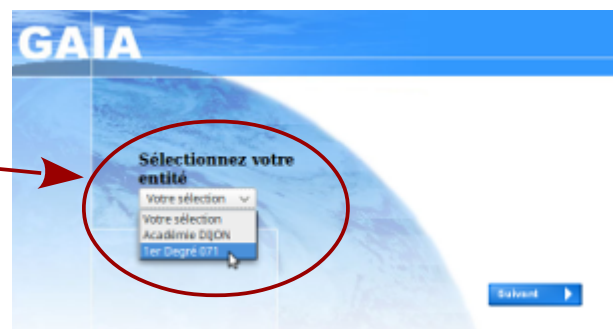 GAIA
Sélectionnez votre
entité
Votre sélection
Votre sélection
Académie DIJON
1er Degré 071
Suivant